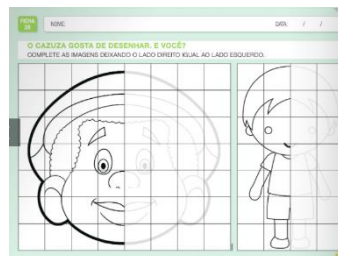 FICHA
NOME:
DATA: / /
O CAZUZA GOSTA DE DESENHAR. E VOCÊ?
COMPLETE AS IMAGENS DEIXANDO O LADO DIREITO IGUAL AO LADO ESQUERDO.